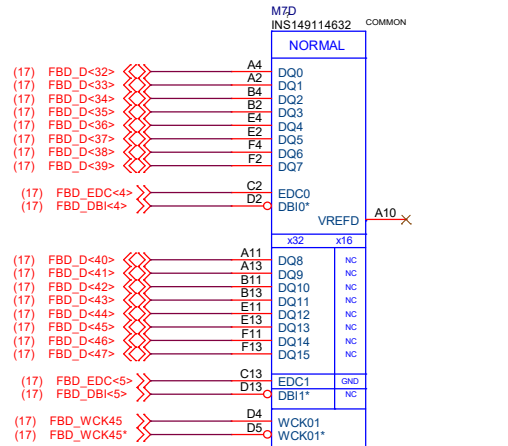 M7D
INS149114632 COMMON
NORMAL
(17) FBD_D<32> A4 DQ0
(17) FBD_D<33> A2 DQ1
(17) FBD_D<34> B4 DQ2
(17) FBD_D<35> B2 DQ3
(17) FBD_D<36> E4 DQ4
(17) FBD_D<37> E2 DQ5
(17) FBD_D<38> F4 DQ6
(17) FBD_D<39> F2 DQ7
(17) FBD_EDC<4> C2 EDC0
(17) FBD_DBI<4> D2 DBI0*
VREFD A10
x32 x16
(17) FBD_D<40> A11 DQ8 NC
(17) FBD_D<41> A13 DQ9 NC
(17) FBD_D<42> B11 DQ10 NC
(17) FBD_D<43> B13 DQ11 NC
(17) FBD_D<44> E11 DQ12 NC
(17) FBD_D<45> E13 DQ13 NC
(17) FBD_D<46> F11 DQ14 NC
(17) FBD_D<47> F13 DQ15 NC
(17) FBD_EDC<5> C13 EDC1 GND
(17) FBD_DBI<5> D13 DBI1* NC
(17) FBD_WCK45 D4 WCK01
(17) FBD_WCK45* D5 WCK01*